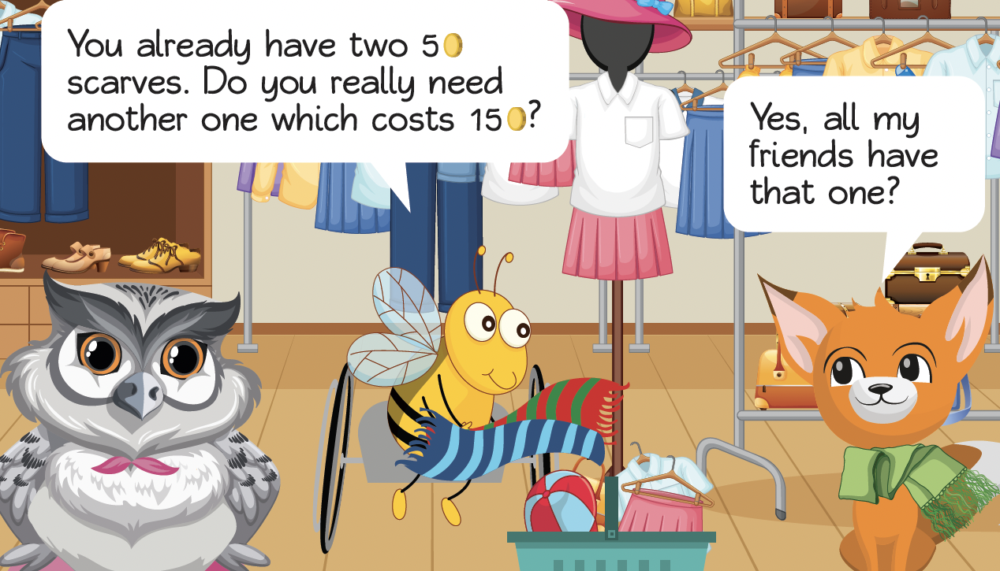 You already have two 5
scarves. Do you really need
another one which costs 15?
Yes, all my
friends have
that one?